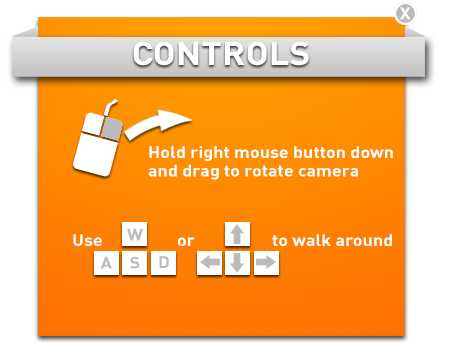 X
CONTROLS
Hold right mouse button down
and drag to rotate camera
W
Use or to walk around
A S D